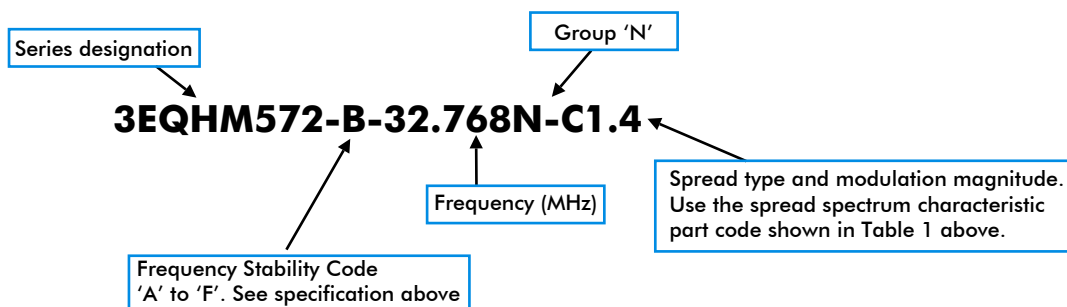 Group ‘N’
Series designation
3EQHM572-B-32.768N-C1.4
Frequency (MHz)
Spread type and modulation magnitude.
Use the spread spectrum characteristic
part code shown in Table 1 above.
Frequency Stability Code
‘A’ to ‘F’. See specification above